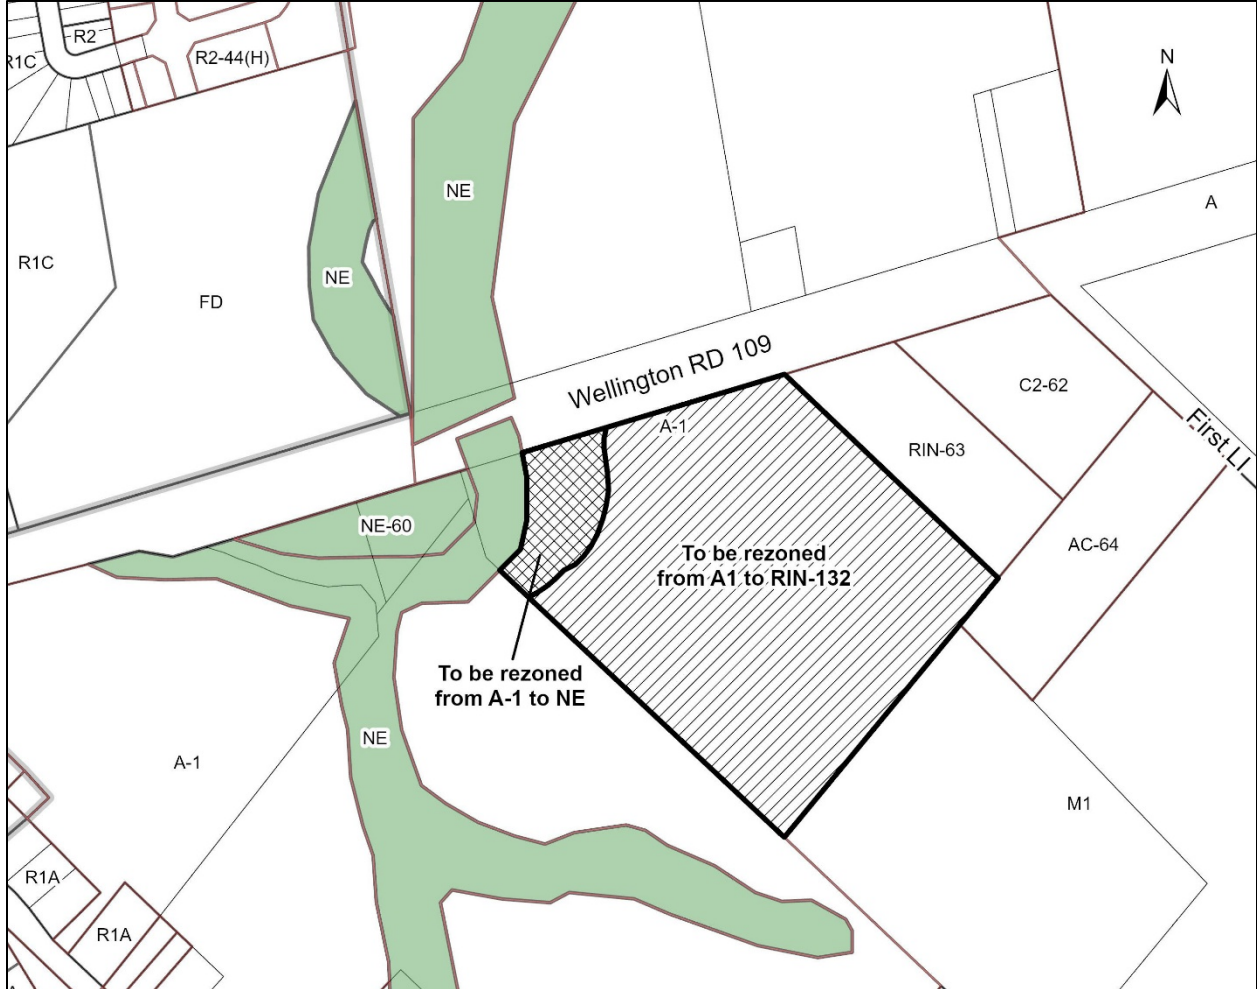 R2
R1C
R2-44(H)
N
NE
A
R1C
NE
FD
Wellington RD 109
C2-62
A-1
First LI
RIN-63
NE-60
AC-64
To be rezoned
from A1 to RIN-132
To be rezoned
from A-1 to NE
NE
A-1
M1
R1A
R1A